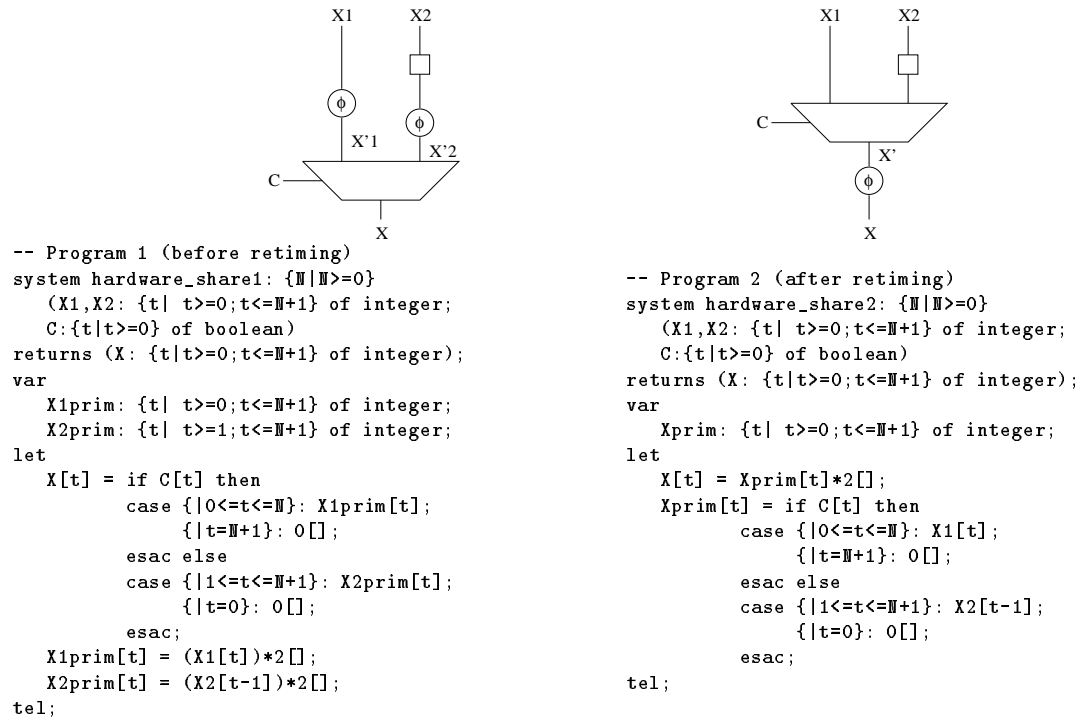 X1 X2
ϕ
ϕ
X'1
X'2
C
X
X1 X2
C
X'
ϕ
X
-- Program 1 (before retiming)
system hardware_share1: {N|N>=0}
(X1,X2: {t| t>=0;t<=N+1} of integer;
C:{t|t>=0} of boolean)
returns (X: {t|t>=0;t<=N+1} of integer);
var
X1prim: {t| t>=0;t<=N+1} of integer;
X2prim: {t| t>=1;t<=N+1} of integer;
let
X[t] = if C[t] then
case {|0<=t<=N}: X1prim[t];
{|t=N+1}: 0[];
esac else
case {|1<=t<=N+1}: X2prim[t];
{|t=0}: 0[];
esac;
X1prim[t] = (X1[t])*2[];
X2prim[t] = (X2[t-1])*2[];
tel;
-- Program 2 (after retiming)
system hardware_share2: {N|N>=0}
(X1,X2: {t| t>=0;t<=N+1} of integer;
C:{t|t>=0} of boolean)
returns (X: {t|t>=0;t<=N+1} of integer);
var
Xprim: {t| t>=0;t<=N+1} of integer;
let
X[t] = Xprim[t]*2[];
Xprim[t] = if C[t] then
case {|0<=t<=N}: X1[t];
{|t=N+1}: 0[];
esac else
case {|1<=t<=N+1}: X2[t-1];
{|t=0}: 0[];
esac;
tel;